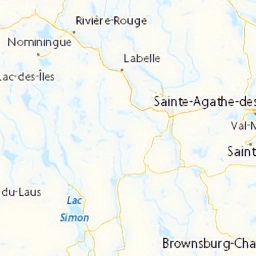 Rivière-Rouge
Nominingue
Labelle
Lac-des-Îles
Sainte-Agathe-des
Val-M
Saint
du-Laus
Lac
Simon
Brownsburg-Cha